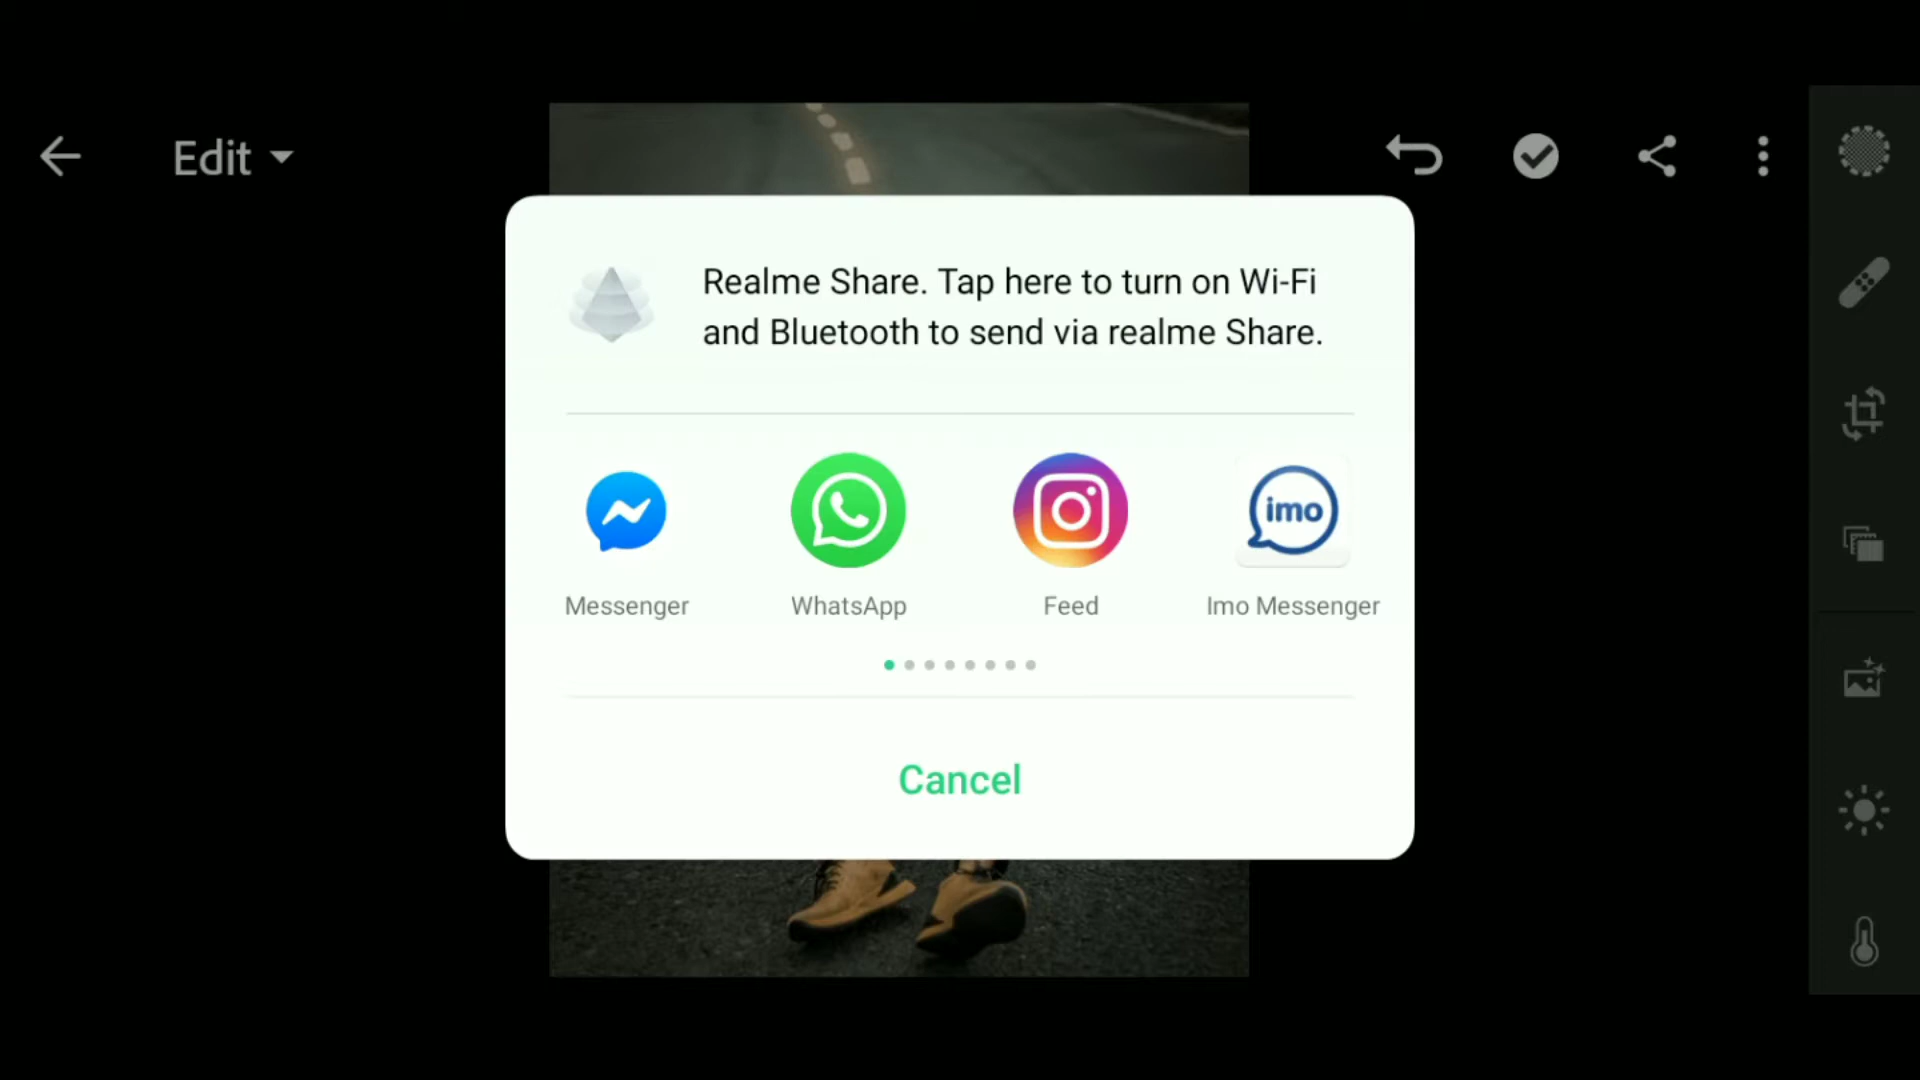 Edit
Realme Share. Tap here to turn on Wi-Fi
and Bluetooth to send via realme Share.
imo
Messenger
WhatsApp
Feed
Imo Messenger
Cancel